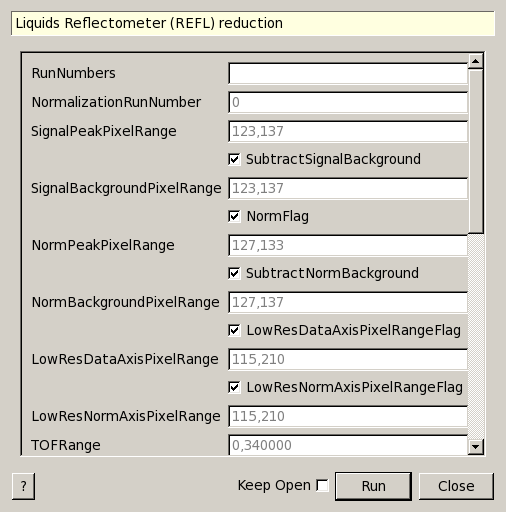 Liquids Reflectometer (REFL) reduction
RunNumbers
NormalizationRunNumber 0
SignalPeakPixelRange 123,137
SubtractSignalBackground
SignalBackgroundPixelRange 123,137
NormFlag
NormPeakPixelRange 127,133
SubtractNormBackground
NormBackgroundPixelRange 127,137
LowResDataAxisPixelRangeFlag
LowResDataAxisPixelRange 115,210
LowResNormAxisPixelRangeFlag
LowResNormAxisPixelRange 115,210
TOFRange 0,340000
? Keep Open Run Close